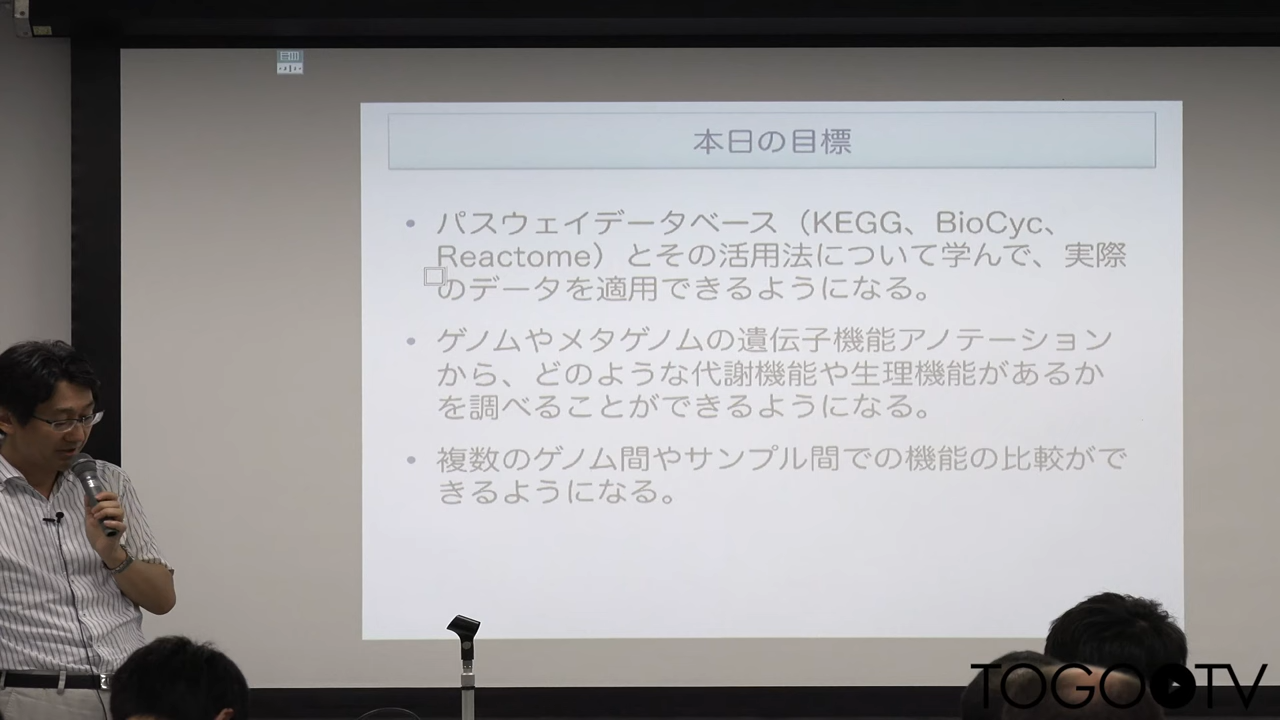 本日の目標
• パスウェイデータベース（KEGG、BioCyc、
Reactome）とその活用法について学んで、実際
のデータを適用できるようになる。
• ゲノムやメタゲノムの遺伝子機能アノテーション
から、どのような代謝機能や生理機能があるか
を調べることができるようになる。
• 複数のゲノム間やサンプル間での機能の比較がで
きるようになる。
TOGOTV